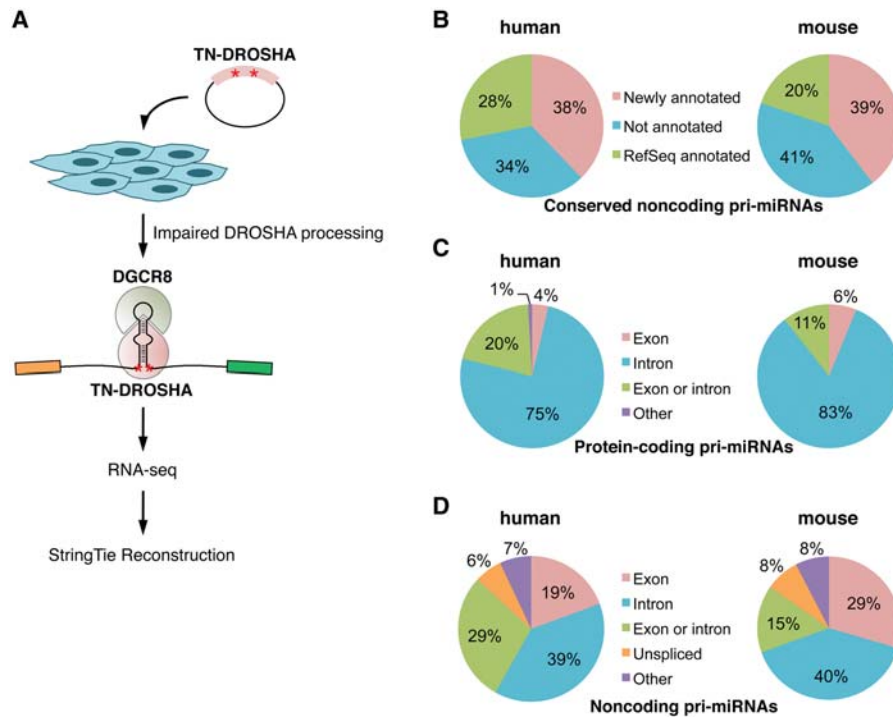 A
TN-DROSHA
Impaired DROSHA processing
DGCR8
TN-DROSHA
RNA-seq
StringTie Reconstruction
B
human
mouse
28%
38%
34%
Newly annotated
Not annotated
RefSeq annotated
20%
39%
41%
Conserved noncoding pri-miRNAs
C
human
mouse
1%
4%
20%
75%
Exon
Intron
Exon or intron
Other
6%
11%
83%
Protein-coding pri-miRNAs
D
human
mouse
6%
7%
19%
29%
39%
Exon
Intron
Exon or intron
Unspliced
Other
8%
8%
29%
15%
40%
Noncoding pri-miRNAs